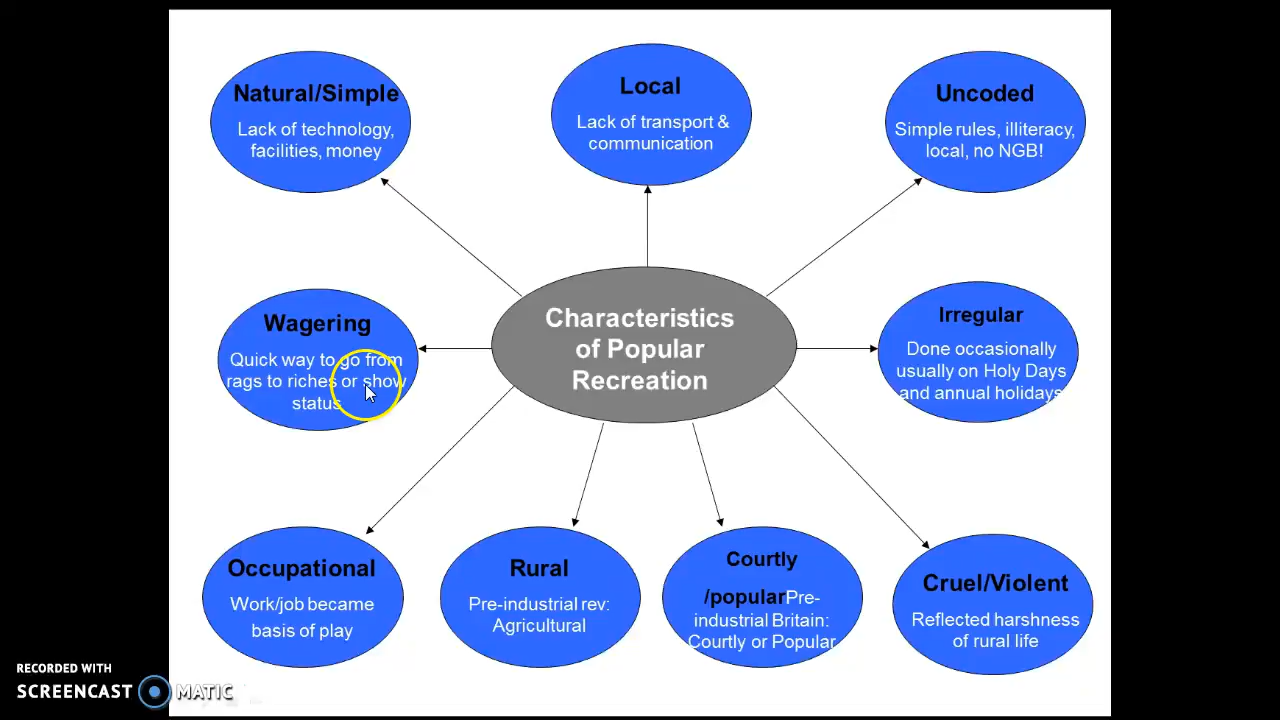 Natural/Simple
Lack of technology,
facilities, money
Local
Lack of transport &
communication
Uncoded
Simple rules, illiteracy,
local, no NGB!
Wagering
Quick way to go from
rags to riches or show
status
Characteristics
of Popular
Recreation
Irregular
Done occasionally
usually on Holy Days
and annual holidays
Occupational
Work/job became
basis of play
Rural
Pre-industrial rev:
Agricultural
Courtly
/popularPre-
industrial Britain:
Courtly or Popular
Cruel/Violent
Reflected harshness
of rural life
RECORDED WITH
SCREENCAST MATIC